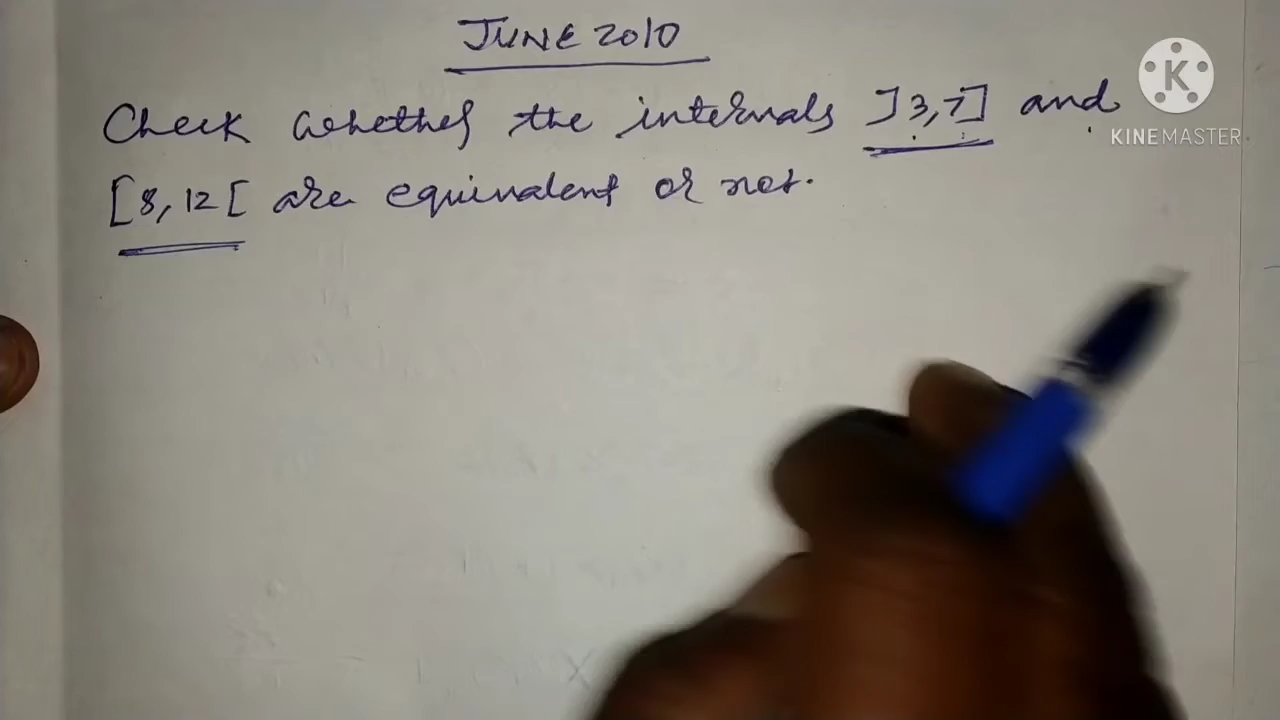 JUNE 2010
Check whether the intervals ]3,7] and
[8,12[ are equivalent or not.
K
KINEMASTER